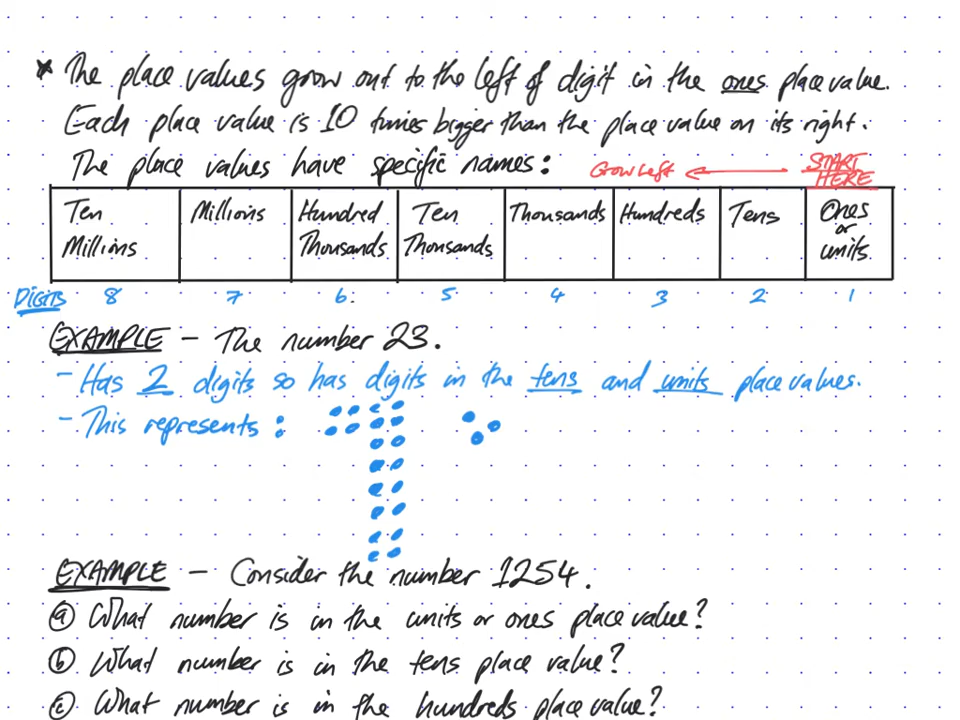 * The place values grow out to the left of digit in the ones place value.
Each place value is 10 times bigger than the place value on its right.
The place values have specific names:
Grow Left ← START HERE
Ten Millions | Millions | Hundred Thousands | Ten Thousands | Thousands | Hundreds | Tens | Ones or units
DIGITS 8 7 6 5 4 3 2 1
EXAMPLE – The number 23.
- Has 2 digits so has digits in the tens and units place values.
- This represents :
EXAMPLE – Consider the number 1254.
(a) What number is in the units or ones place value?
(b) What number is in the tens place value?
(c) What number is in the hundreds place value?